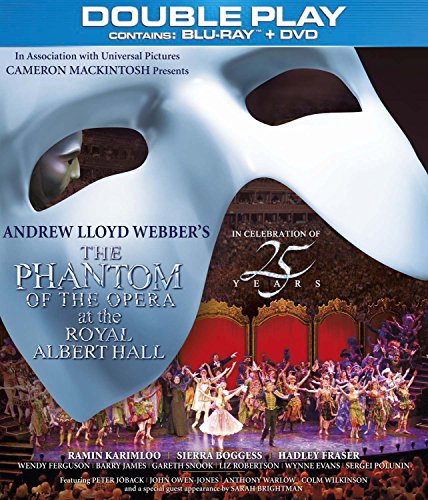 DOUBLE PLAY
CONTAINS: BLU-RAY™ + DVD
In Association with Universal Pictures
CAMERON MACKINTOSH Presents
ANDREW LLOYD WEBBER'S
THE
PHANTOM
OF THE OPERA
at the
ROYAL
ALBERT HALL
IN CELEBRATION OF
25
YEARS
RAMIN KARIMLOO | SIERRA BOGGESS | HADLEY FRASER
WENDY FERGUSON | BARRY JAMES | GARETH SNOOK | LIZ ROBERTSON | WYNNE EVANS | SERGEI POLUNIN
Featuring PETER JÖBACK | JOHN OWEN-JONES | ANTHONY WARLOW | COLM WILKINSON
and a special guest appearance by SARAH BRIGHTMAN